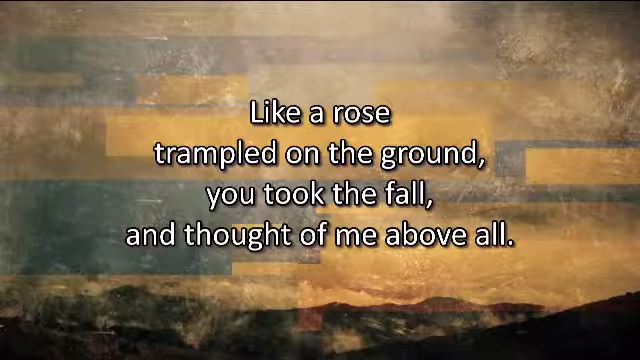 Like a rose
trampled on the ground,
you took the fall,
and thought of me above all.